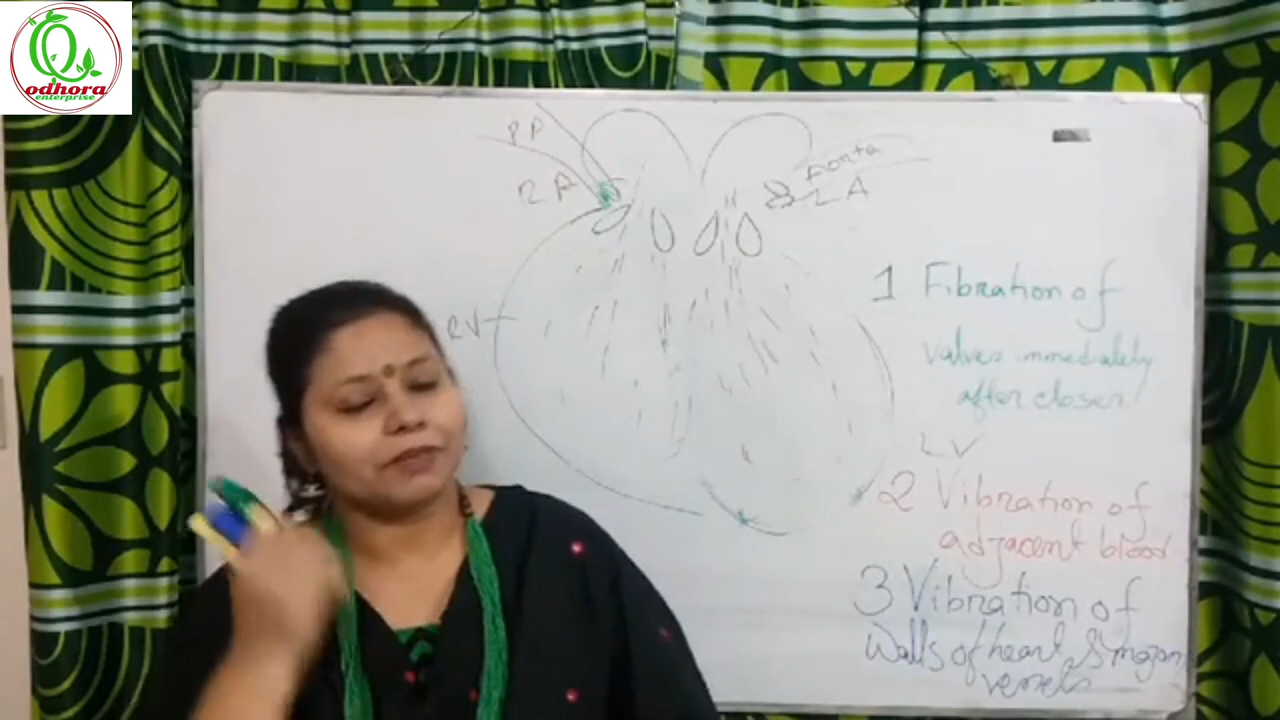 odhora
enterprise
PA
RA
Aorta
LA
RV
1 Fibration of
valves immediately
after closer
LV
2 Vibration of
adjacent blood
3 Vibration of
Walls of heart & major
vessels